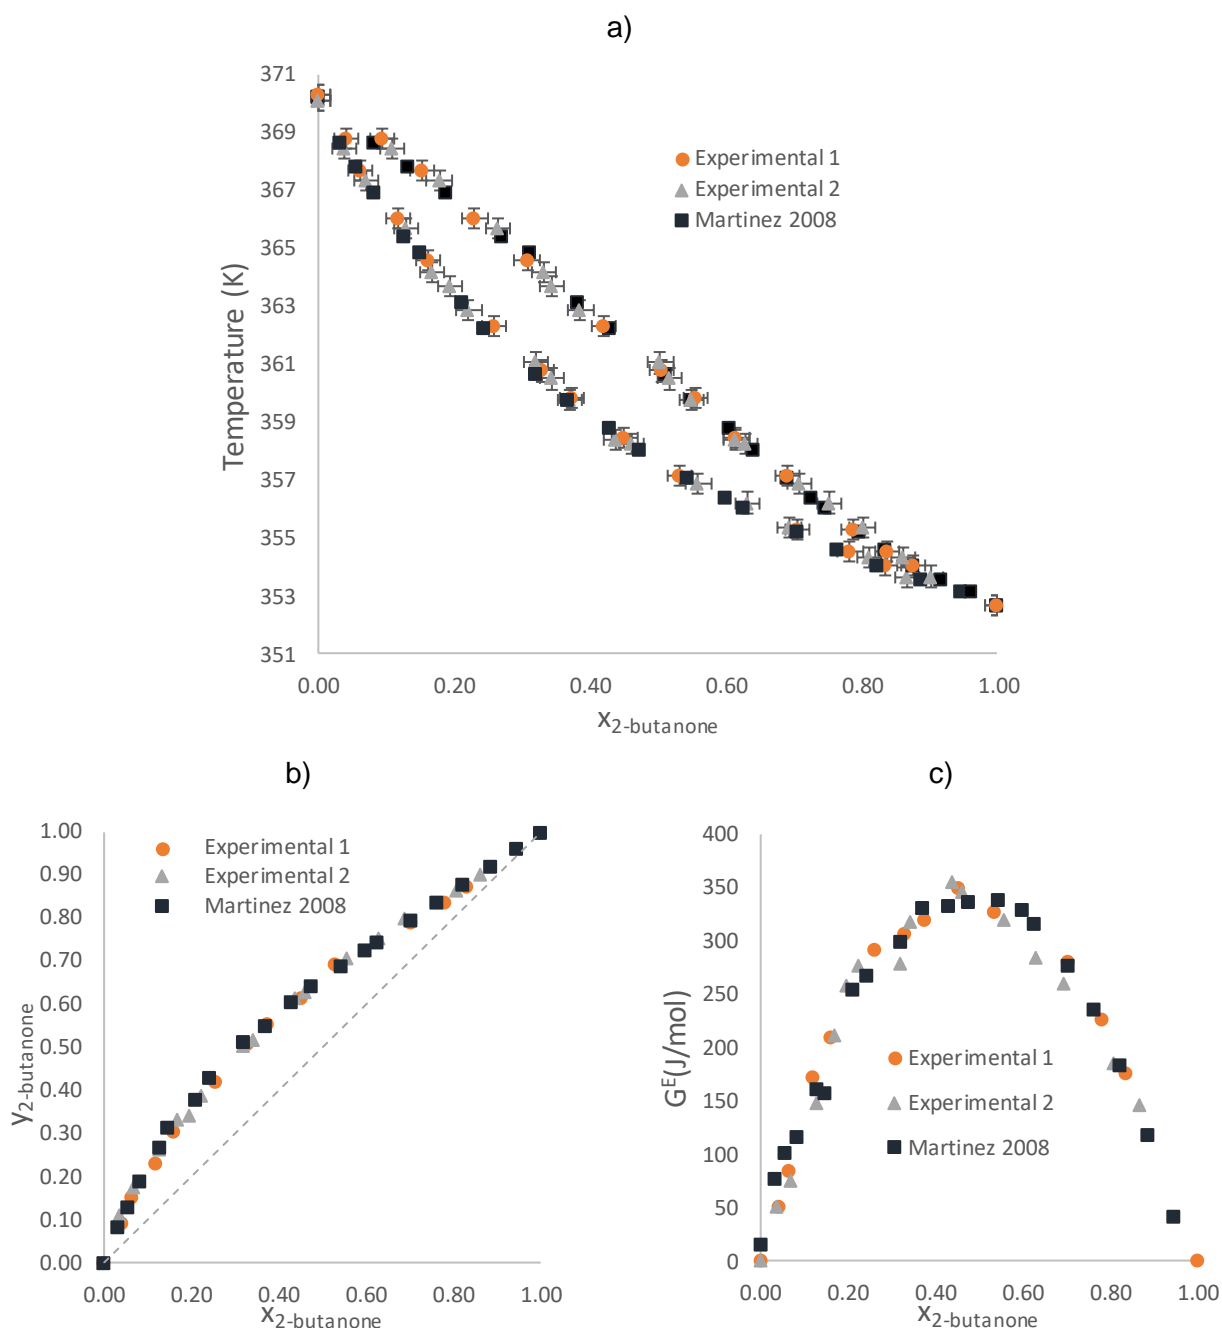 a)
371
369
367
365
363
361
359
357
355
353
351
Temperature (K)
Experimental 1
Experimental 2
Martinez 2008
0.00 0.20 0.40 0.60 0.80 1.00
x2-butanone
b)
1.00
0.90
0.80
0.70
0.60
0.50
0.40
0.30
0.20
0.10
0.00
y2-butanone
Experimental 1
Experimental 2
Martinez 2008
0.00 0.20 0.40 0.60 0.80 1.00
x2-butanone
c)
400
350
300
250
200
150
100
50
0
G^E(J/mol)
Experimental 1
Experimental 2
Martinez 2008
0.00 0.20 0.40 0.60 0.80 1.00
x2-butanone